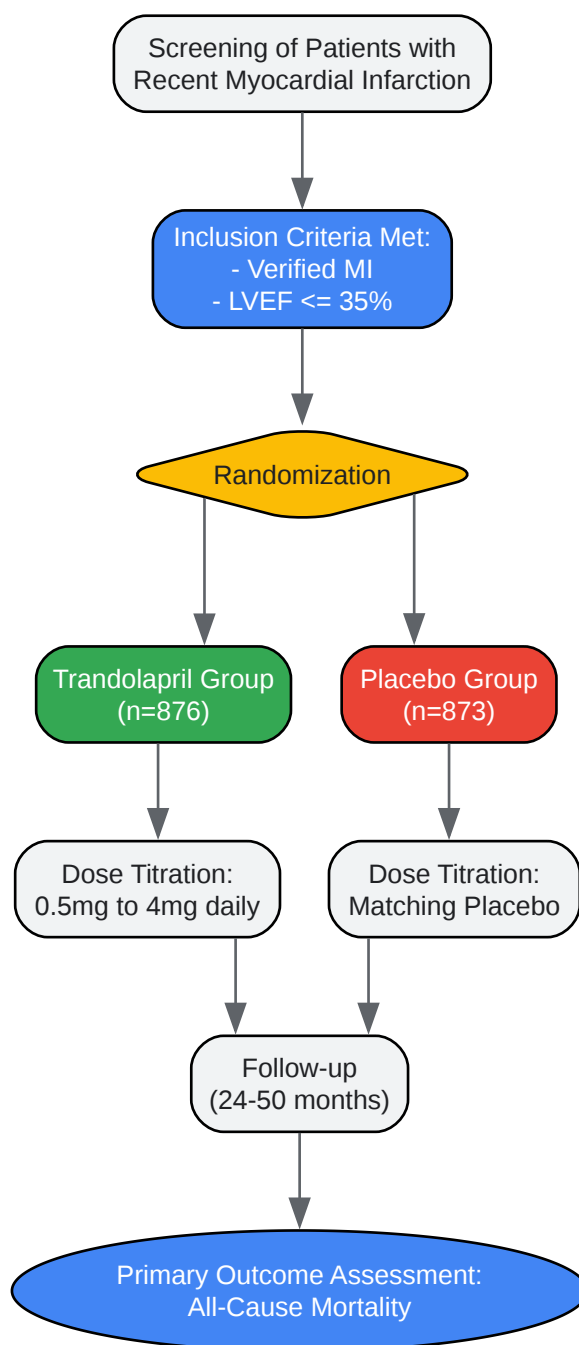 Screening of Patients with
Recent Myocardial Infarction
Inclusion Criteria Met:
- Verified MI
- LVEF <= 35%
Randomization
Trandolapril Group
(n=876)
Placebo Group
(n=873)
Dose Titration:
0.5mg to 4mg daily
Dose Titration:
Matching Placebo
Follow-up
(24-50 months)
Primary Outcome Assessment:
All-Cause Mortality